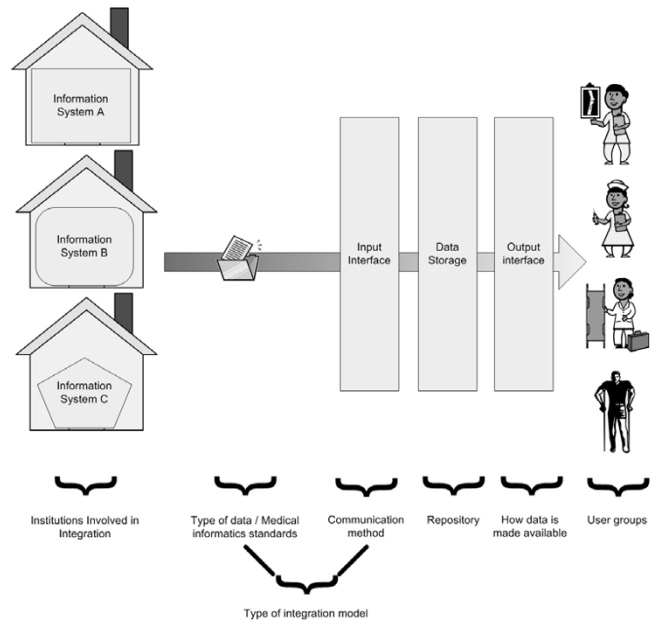 Information
System A
Information
System B
Information
System C
Input
Interface
Data
Storage
Output
interface
Institutions Involved in
Integration
Type of data / Medical
informatics standards
Communication
method
Repository
How data is
made available
User groups
Type of integration model